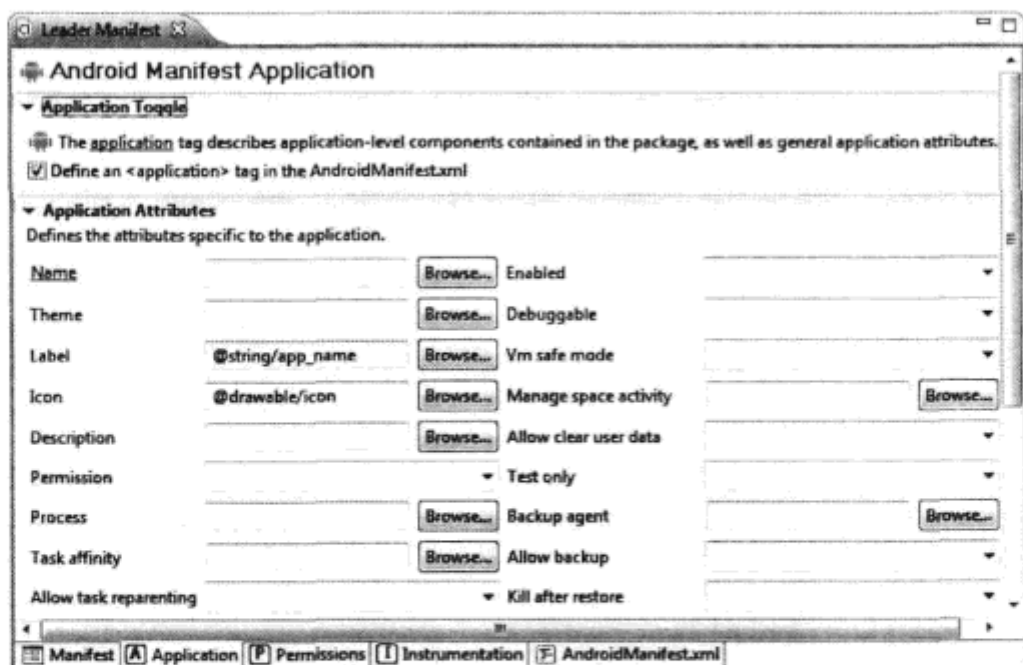 Leader Manifest
Android Manifest Application
Application Toggle
The application tag describes application-level components contained in the package, as well as general application attributes.
Define an <application> tag in the AndroidManifest.xml
Application Attributes
Defines the attributes specific to the application.
Name Browse... Enabled
Theme Browse... Debuggable
Label @string/app_name Browse... Vm safe mode
Icon @drawable/icon Browse... Manage space activity Browse...
Description Browse... Allow clear user data
Permission Test only
Process Browse... Backup agent Browse...
Task affinity Browse... Allow backup
Allow task reparenting Kill after restore
Manifest A Application P Permissions I Instrumentation F AndroidManifest.xml